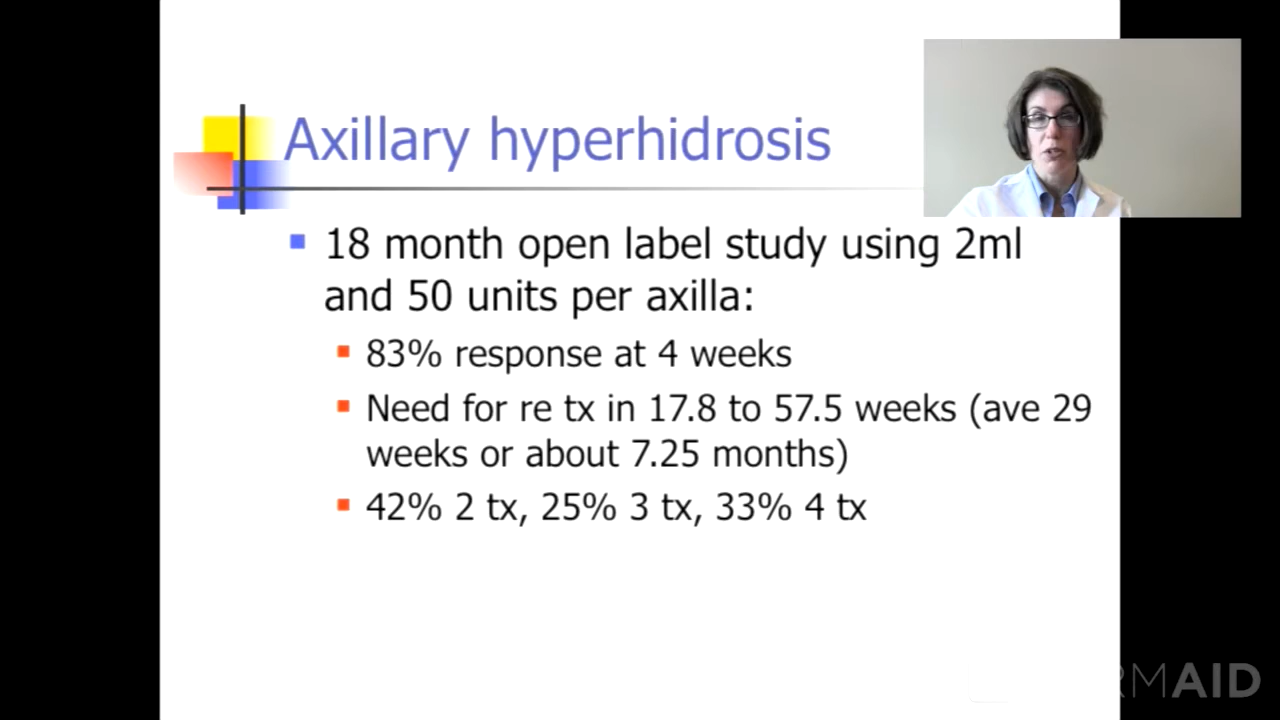 Axillary hyperhidrosis
18 month open label study using 2ml
and 50 units per axilla:
83% response at 4 weeks
Need for re tx in 17.8 to 57.5 weeks (ave 29
weeks or about 7.25 months)
42% 2 tx, 25% 3 tx, 33% 4 tx
RMAID